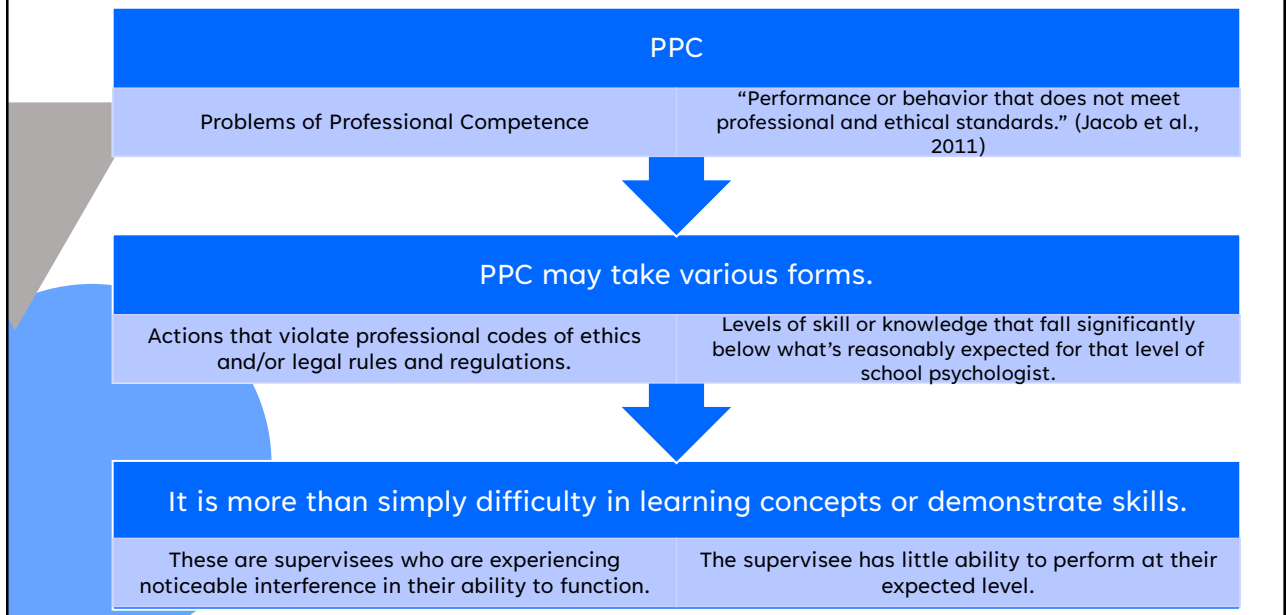 PPC
Problems of Professional Competence
“Performance or behavior that does not meet
professional and ethical standards.” (Jacob et al.,
2011)
PPC may take various forms.
Actions that violate professional codes of ethics
and/or legal rules and regulations.
Levels of skill or knowledge that fall significantly
below what’s reasonably expected for that level of
school psychologist.
It is more than simply difficulty in learning concepts or demonstrate skills.
These are supervisees who are experiencing
noticeable interference in their ability to function.
The supervisee has little ability to perform at their
expected level.